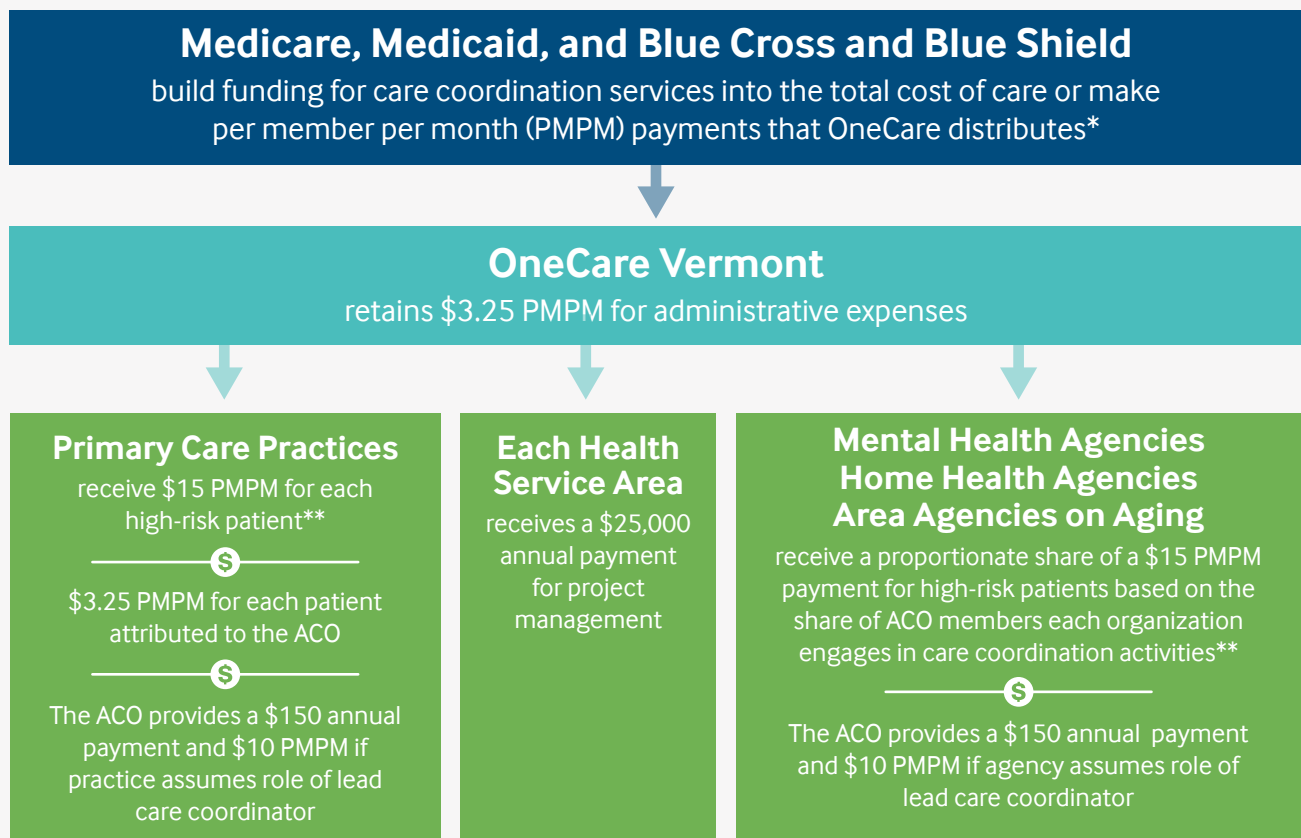 Medicare, Medicaid, and Blue Cross and Blue Shield
build funding for care coordination services into the total cost of care or make
per member per month (PMPM) payments that OneCare distributes*
OneCare Vermont
retains $3.25 PMPM for administrative expenses
Primary Care Practices
receive $15 PMPM for each
high-risk patient**
$
$3.25 PMPM for each patient
attributed to the ACO
$
The ACO provides a $150 annual
payment and $10 PMPM if
practice assumes role of lead
care coordinator
Each Health
Service Area
receives a $25,000
annual payment
for project
management
Mental Health Agencies
Home Health Agencies
Area Agencies on Aging
receive a proportionate share of a $15 PMPM
payment for high-risk patients based on the
share of ACO members each organization
engages in care coordination activities**
$
The ACO provides a $150 annual payment
and $10 PMPM if agency assumes role of
lead care coordinator